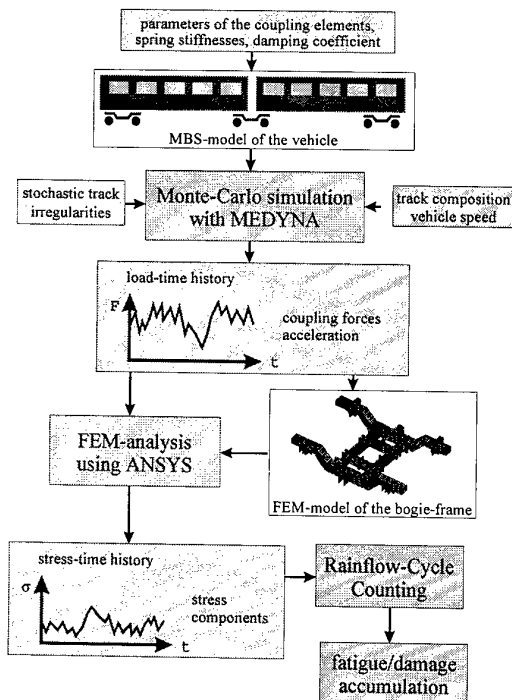 parameters of the coupling elements,
spring stiffnesses, damping coefficient
MBS-model of the vehicle
stochastic track
irregularities
Monte-Carlo simulation
with MEDYNA
track composition
vehicle speed
load-time history
F
coupling forces
acceleration
t
FEM-analysis
using ANSYS
FEM-model of the bogie-frame
stress-time history
σ
stress
components
t
Rainflow-Cycle
Counting
fatigue/damage
accumulation